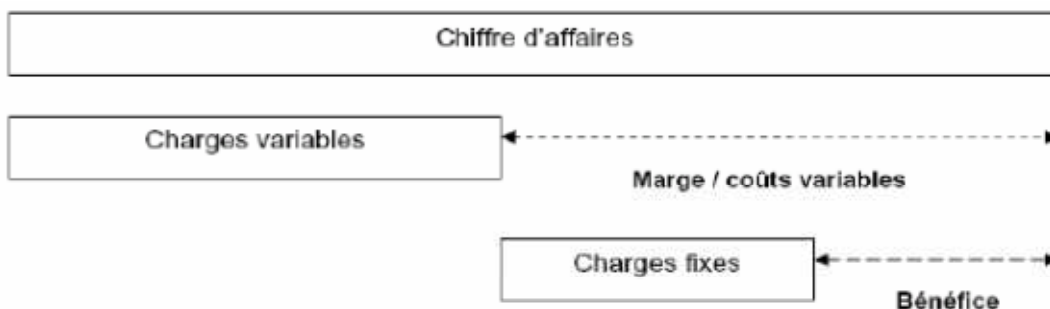 Chiffre d'affaires
Charges variables
Marge / coûts variables
Charges fixes
Bénéfice